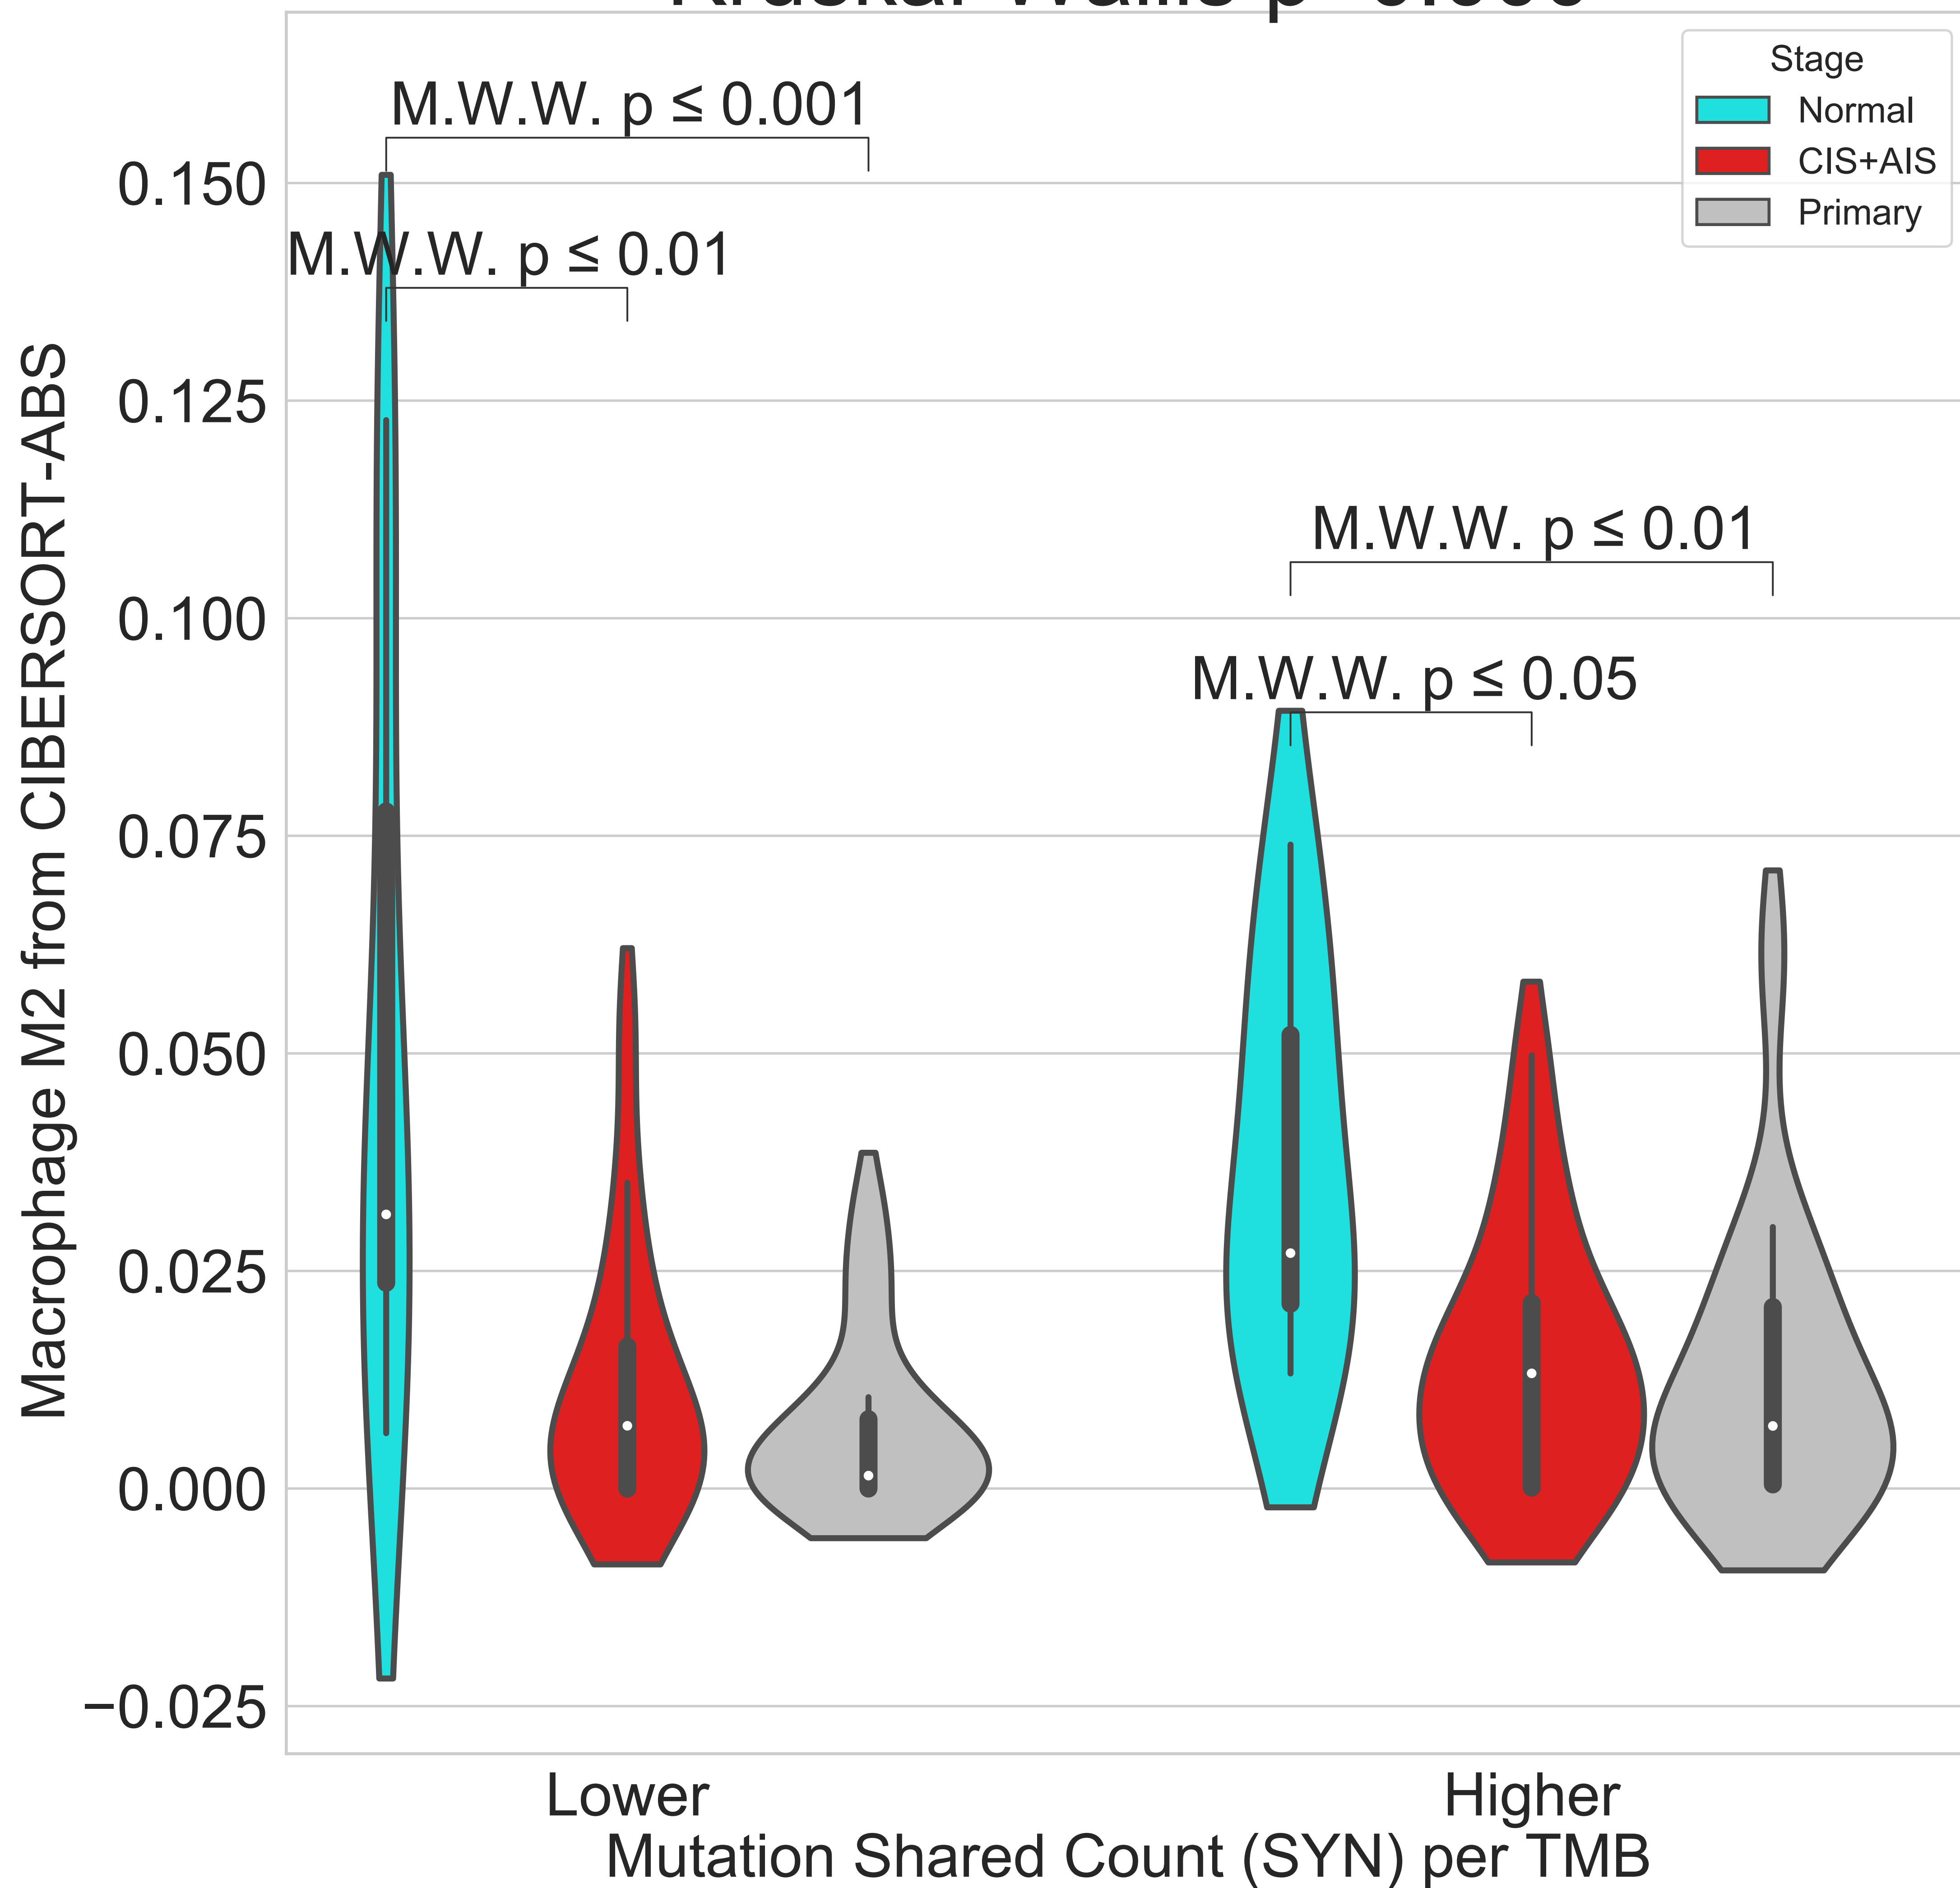 Stage
Normal
CIS+AIS
Primary
M.W.W. p ≤ 0.001
M.W.W. p ≤ 0.01
M.W.W. p ≤ 0.01
M.W.W. p ≤ 0.05
Macrophage M2 from CIBERSORT-ABS
0.150
0.125
0.100
0.075
0.050
0.025
0.000
−0.025
Lower
Higher
Mutation Shared Count (SYN) per TMB